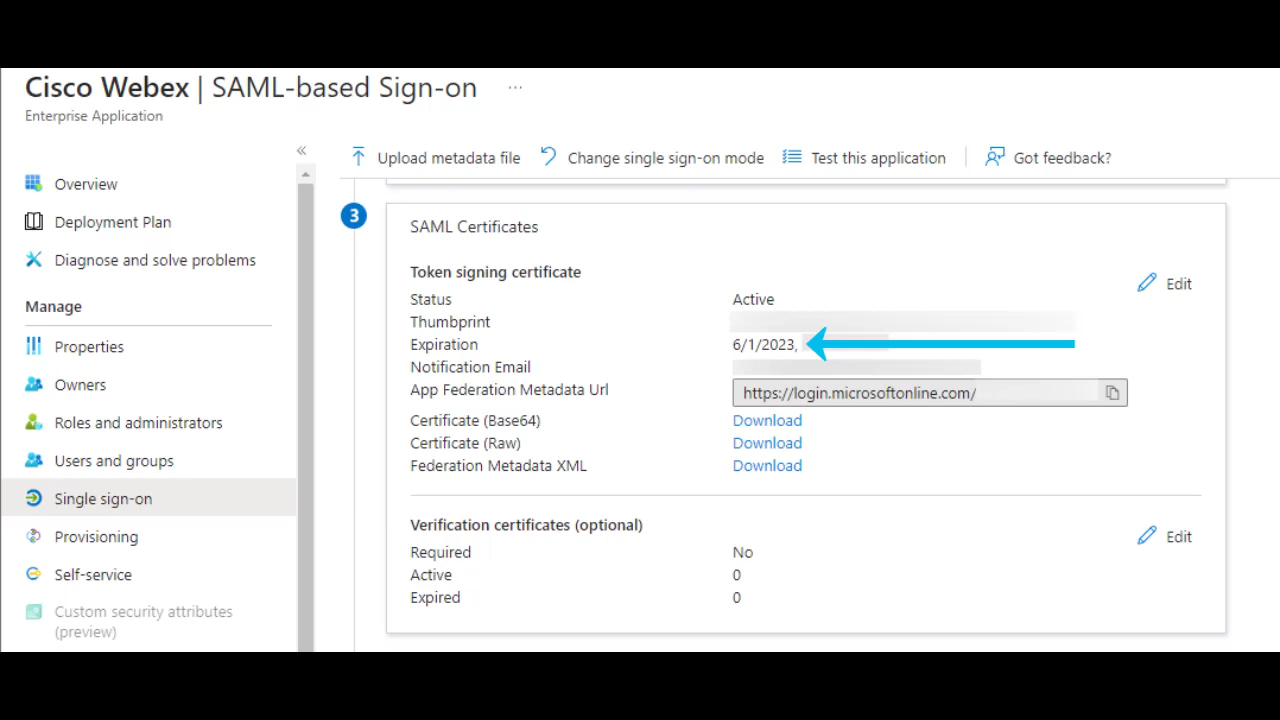 Cisco Webex | SAML-based Sign-on ...
Enterprise Application
«
Overview
Deployment Plan
Diagnose and solve problems
Manage
Properties
Owners
Roles and administrators
Users and groups
Single sign-on
Provisioning
Self-service
Custom security attributes
(preview)
Upload metadata file Change single sign-on mode Test this application Got feedback?
3
SAML Certificates
Token signing certificate
Edit
Status Active
Thumbprint
Expiration 6/1/2023,
Notification Email
App Federation Metadata Url https://login.microsoftonline.com/
Certificate (Base64) Download
Certificate (Raw) Download
Federation Metadata XML Download
Verification certificates (optional)
Edit
Required No
Active 0
Expired 0